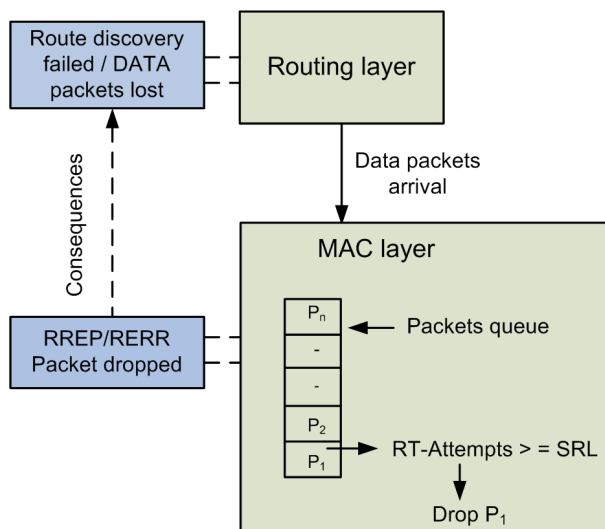 Route discovery
failed / DATA
packets lost
Routing layer
Data packets
arrival
Consequences
MAC layer
RREP/RERR
Packet dropped
Pn
Packets queue
-
-
P2
P1
RT-Attempts > = SRL
Drop P1